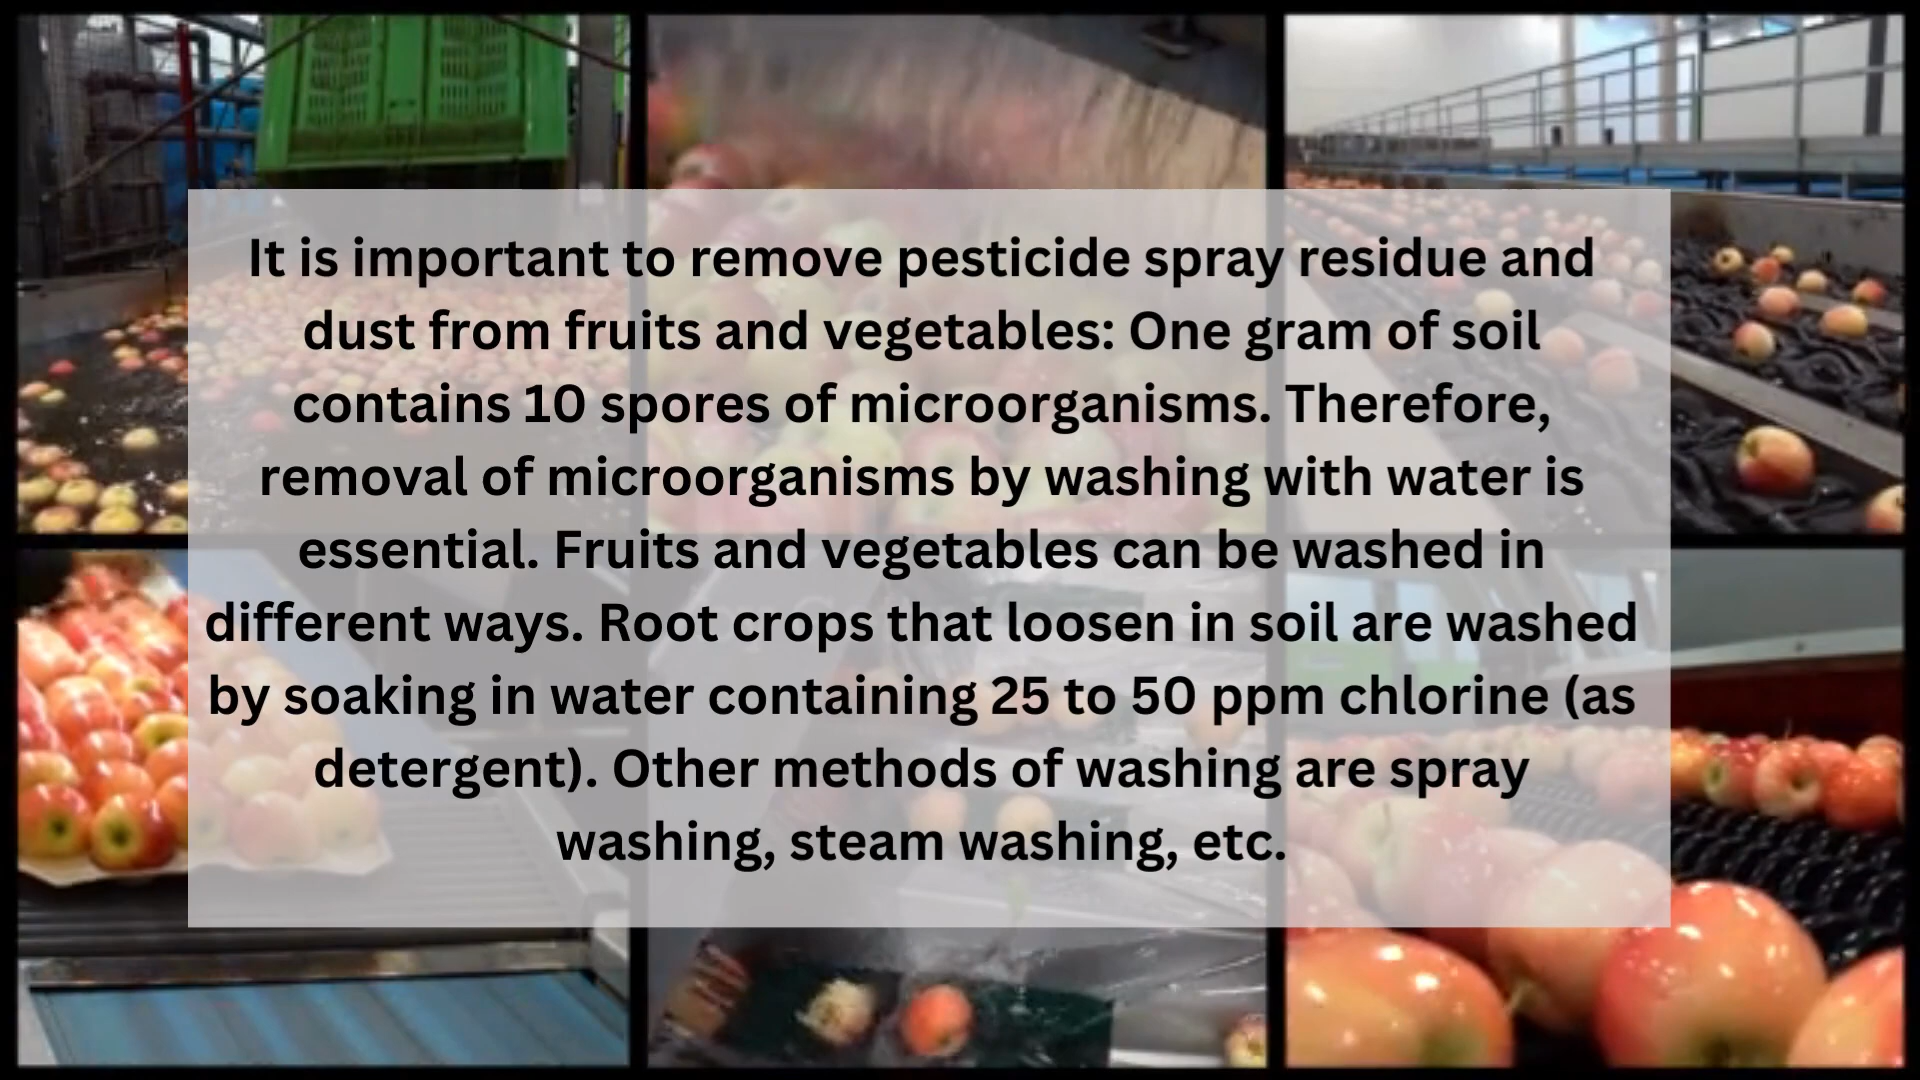 It is important to remove pesticide spray residue and
dust from fruits and vegetables: One gram of soil
contains 10 spores of microorganisms. Therefore,
removal of microorganisms by washing with water is
essential. Fruits and vegetables can be washed in
different ways. Root crops that loosen in soil are washed
by soaking in water containing 25 to 50 ppm chlorine (as
detergent). Other methods of washing are spray
washing, steam washing, etc.